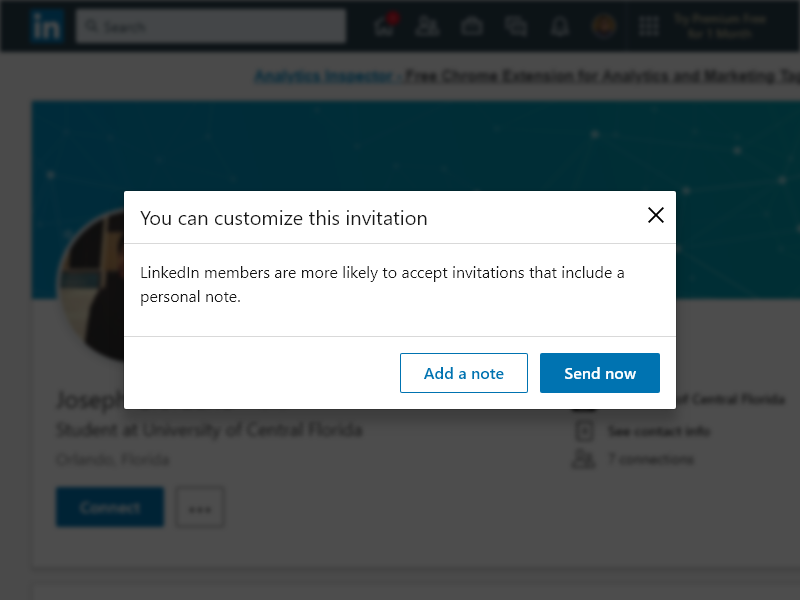 in
Search
Try Premium Free
for 1 Month
Analytics Inspector - Free Chrome Extension for Analytics and Marketing
You can customize this invitation
LinkedIn members are more likely to accept invitations that include a
personal note.
Add a note
Send now
Joseph
of Central Florida
Student at University of Central Florida
See contact info
Orlando, Florida
7 connections
Connect
...